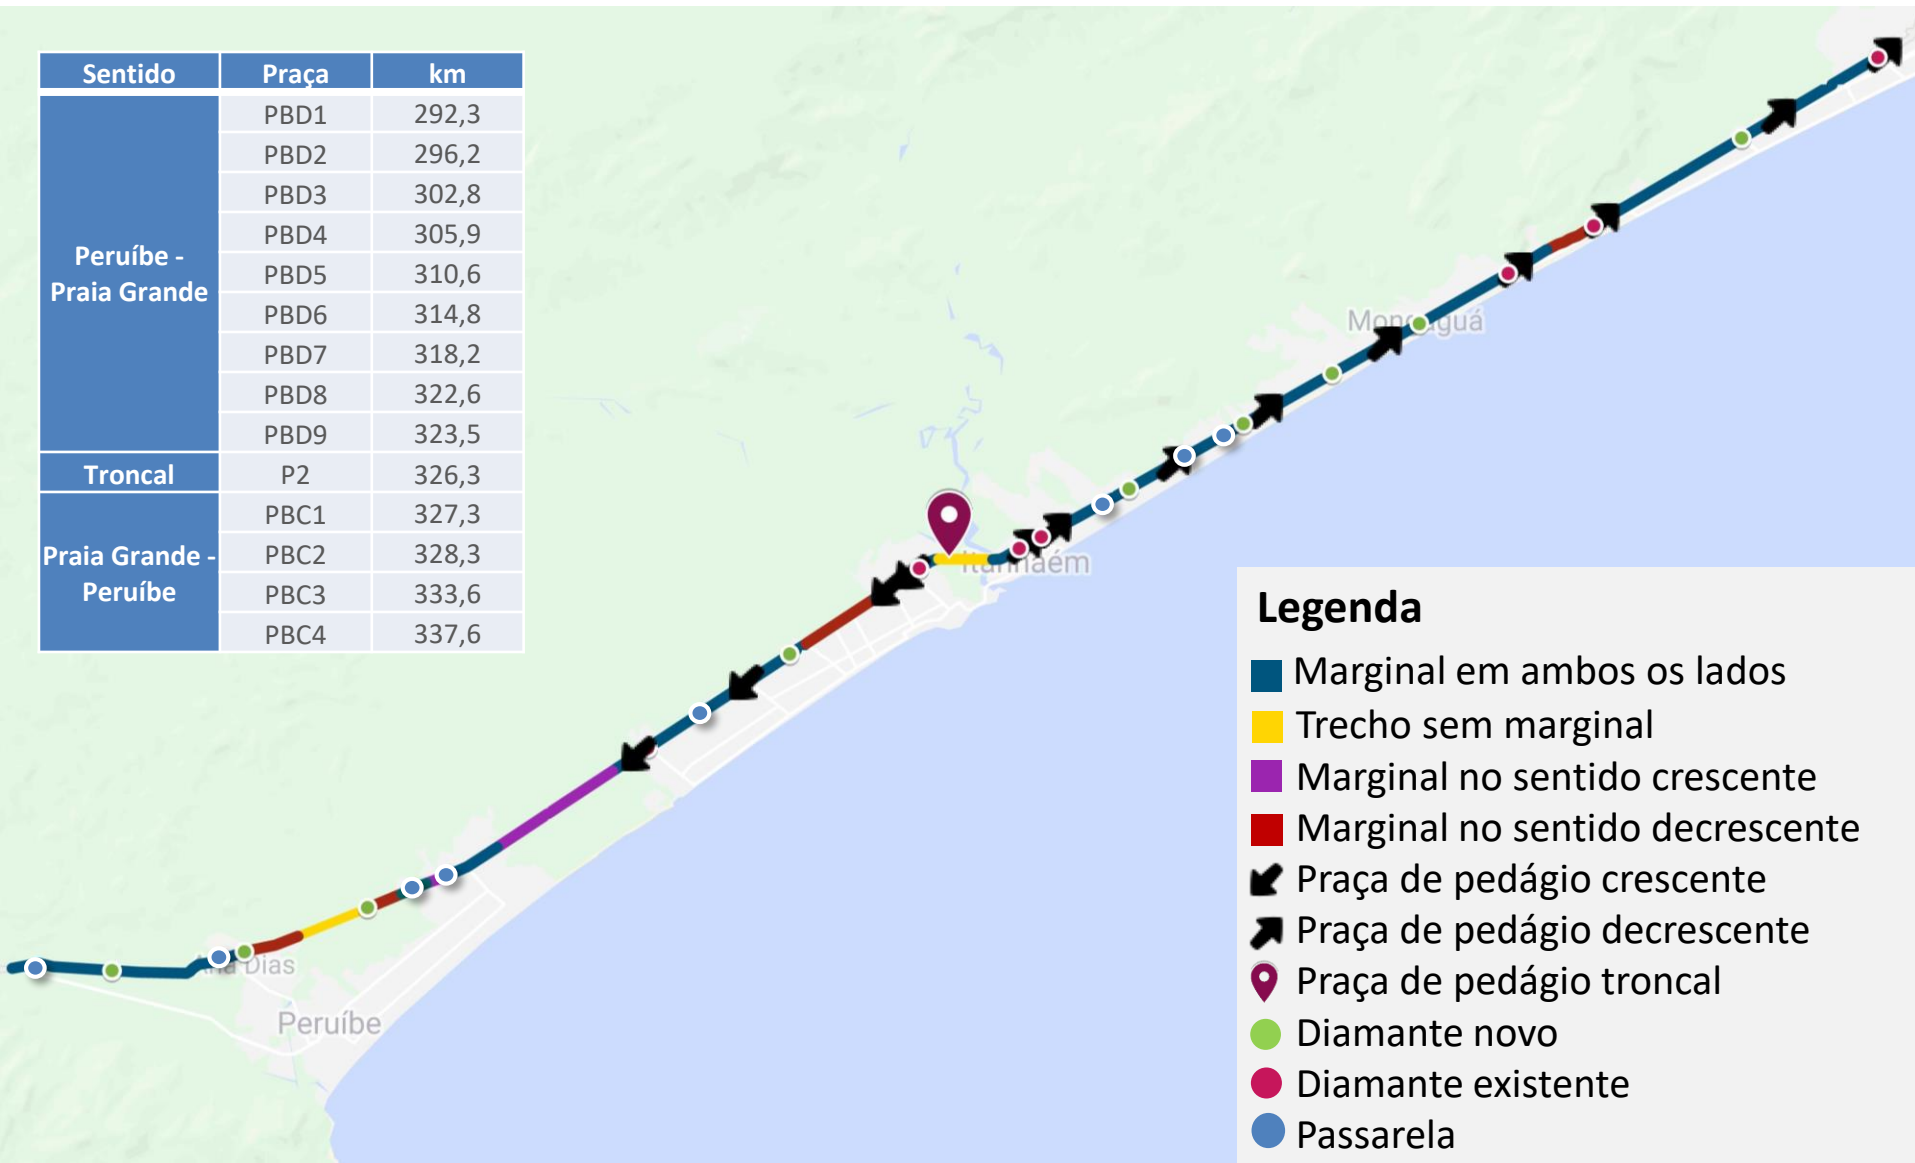 Sentido Praça km
Peruíbe -
Praia Grande
PBD1 292,3
PBD2 296,2
PBD3 302,8
PBD4 305,9
PBD5 310,6
PBD6 314,8
PBD7 318,2
PBD8 322,6
PBD9 323,5
Troncal P2 326,3
Praia Grande -
Peruíbe
PBC1 327,3
PBC2 328,3
PBC3 333,6
PBC4 337,6
Mongaguá
Itanhaém
Ana Dias
Peruíbe
Legenda
Marginal em ambos os lados
Trecho sem marginal
Marginal no sentido crescente
Marginal no sentido decrescente
Praça de pedágio crescente
Praça de pedágio decrescente
Praça de pedágio troncal
Diamante novo
Diamante existente
Passarela